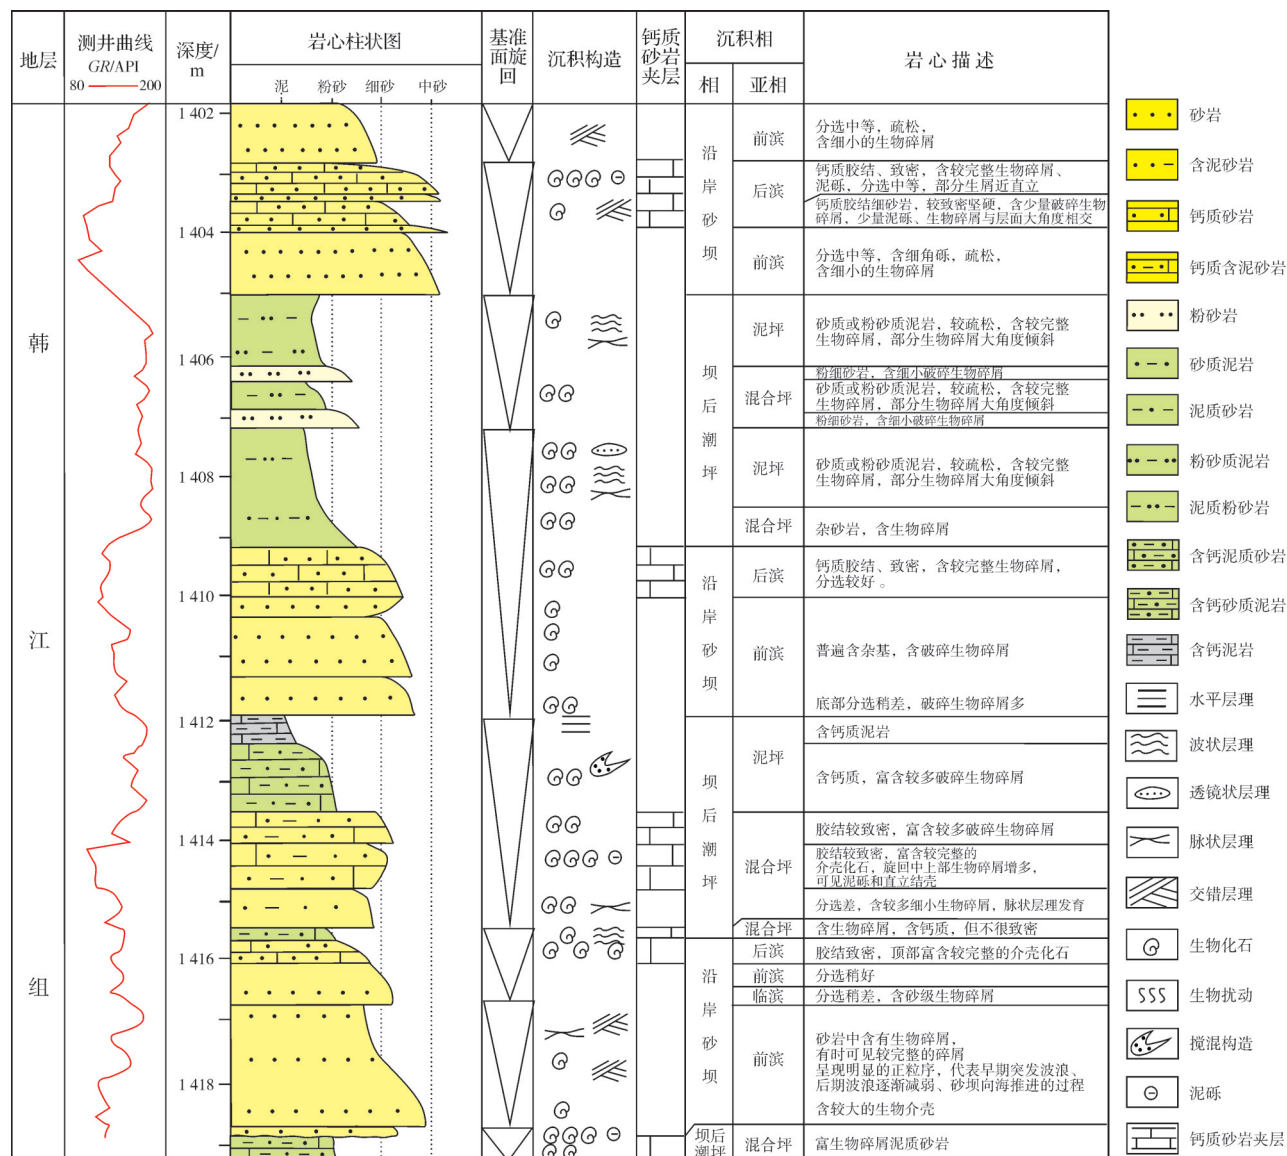 地层
测井曲线
GR/API
80 200
深度/
m
岩心柱状图
泥 粉砂 细砂 中砂
基准
面旋
回
沉积构造
钙质
砂岩
夹层
沉积相
相 亚相
岩心描述
韩
江
组
1 402
1 404
1 406
1 408
1 410
1 412
1 414
1 416
1 418
沿
岸
砂
坝
前滨
分选中等，疏松，
含细小的生物碎屑
后滨
钙质胶结、致密，含较完整生物碎屑、
泥砾，分选中等，部分生屑近直立
钙质胶结细砂岩，较致密坚硬，含少量破碎生物
碎屑，少量泥砾、生物碎屑与层面大角度相交
前滨
分选中等，含细角砾，疏松，
含细小的生物碎屑
坝
后
潮
坪
泥坪
砂质或粉砂质泥岩，较疏松，含较完整
生物碎屑，部分生物碎屑大角度倾斜
混合坪
粉细砂岩，含细小破碎生物碎屑
砂质或粉砂质泥岩，较疏松，含较完整
生物碎屑，部分生物碎屑大角度倾斜
粉细砂岩，含细小破碎生物碎屑
泥坪
砂质或粉砂质泥岩，较疏松，含较完整
生物碎屑，部分生物碎屑大角度倾斜
混合坪
杂砂岩，含生物碎屑
沿
岸
砂
坝
后滨
钙质胶结、致密，含较完整生物碎屑，
分选较好。
前滨
普遍含杂基，含破碎生物碎屑
底部分选稍差，破碎生物碎屑多
坝
后
潮
坪
泥坪
含钙质泥岩
含钙质，富含较多破碎生物碎屑
混合坪
胶结较致密，富含较多破碎生物碎屑
胶结较致密，富含较完整的
介壳化石，旋回中上部生物碎屑增多，
可见泥砾和直立结壳
分选差，含较多细小生物碎屑，脉状层理发育
混合坪
含生物碎屑，含钙质，但不很致密
沿
岸
砂
坝
后滨
胶结致密，顶部富含较完整的介壳化石
前滨
分选稍好
临滨
分选稍差，含砂级生物碎屑
前滨
砂岩中含有生物碎屑，
有时可见较完整的碎屑
呈现明显的正粒序，代表早期突发波浪、
后期波浪逐渐减弱、砂坝向海推进的过程
含较大的生物介壳
坝后
潮坪
混合坪
富生物碎屑泥质砂岩
砂岩
含泥砂岩
钙质砂岩
钙质含泥砂岩
粉砂岩
砂质泥岩
泥质砂岩
粉砂质泥岩
泥质粉砂岩
含钙泥质砂岩
含钙砂质泥岩
含钙泥岩
水平层理
波状层理
透镜状层理
脉状层理
交错层理
生物化石
生物扰动
搅混构造
泥砾
钙质砂岩夹层